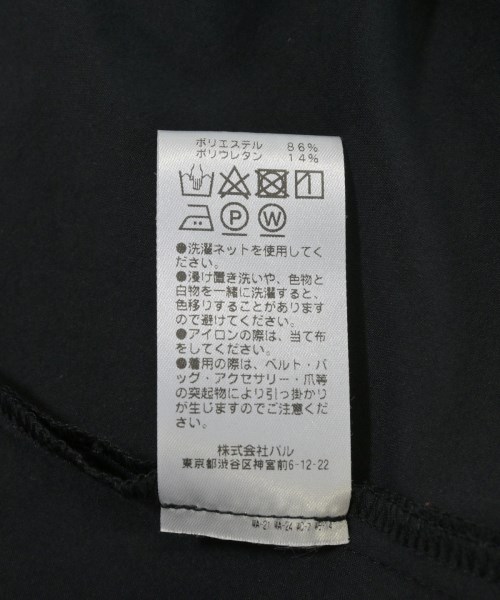 ポリエステル 86%
ポリウレタン 14%
P W
●洗濯ネットを使用してく
ださい。
●浸け置き洗いや、色物と
白物を一緒に洗濯すると、
色移りすることがあります
ので避けてください。
●アイロンの際は、当て布
をしてください。
●着用の際は、ベルト・バ
ッグ・アクセサリー・爪等
の突起物により引っ掛かり
が生じますのでご注意くだ
さい。
株式会社パル
東京都渋谷区神宮前6-12-22
WA-21 WA-24